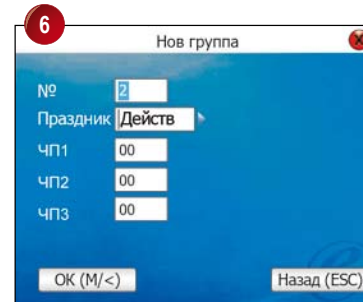 6
Нов группа
№ 2
Праздник Действ
ЧП1 00
ЧП2 00
ЧП3 00
OK (M/<) Назад (ESC)